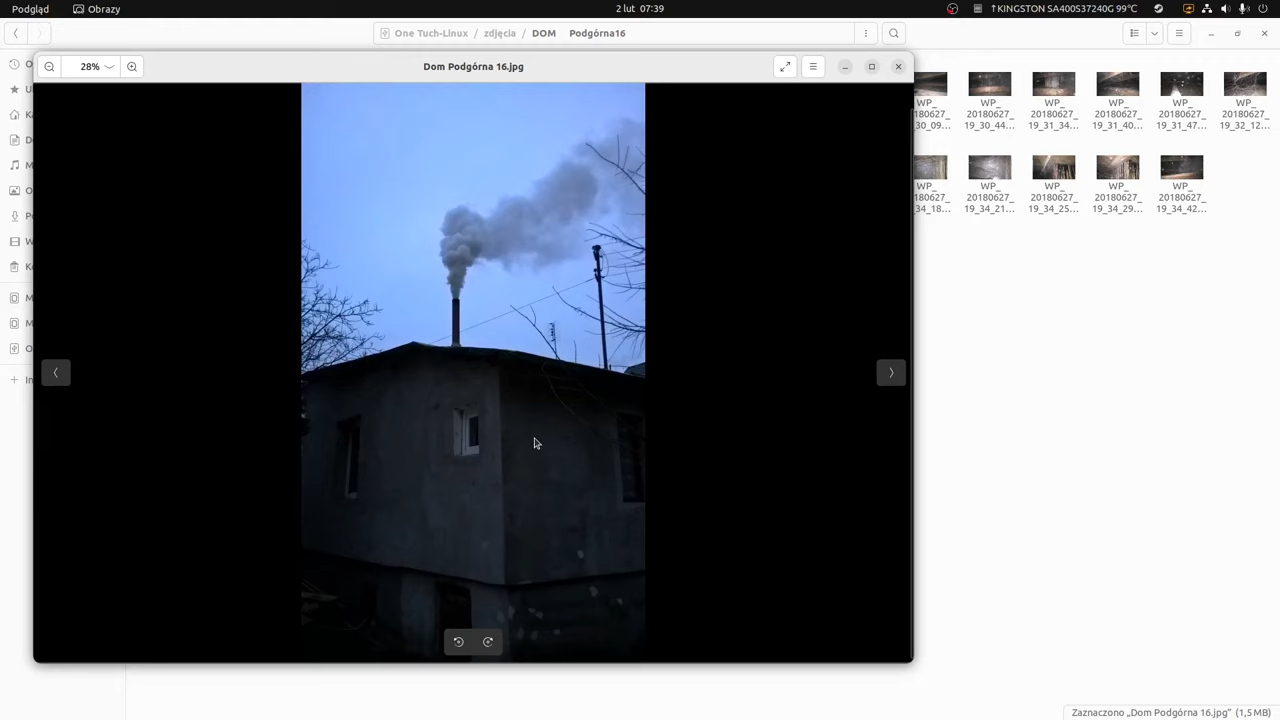 Podgląd
Obrazy
2 lut 07:39
↑KINGSTON SA400S37240G 99°C
One Tuch-Linux / zdjęcia / DOM Podgórna16
28%
Dom Podgórna 16.jpg
WP_
20180627_
19_30_44…
WP_
20180627_
19_31_34…
WP_
20180627_
19_31_40…
WP_
20180627_
19_31_47…
WP_
20180627_
19_32_12…
WP_
20180627_
19_34_21…
WP_
20180627_
19_34_25…
WP_
20180627_
19_34_29…
WP_
20180627_
19_34_42…
Zaznaczono „Dom Podgórna 16.jpg” (1,5 MB)